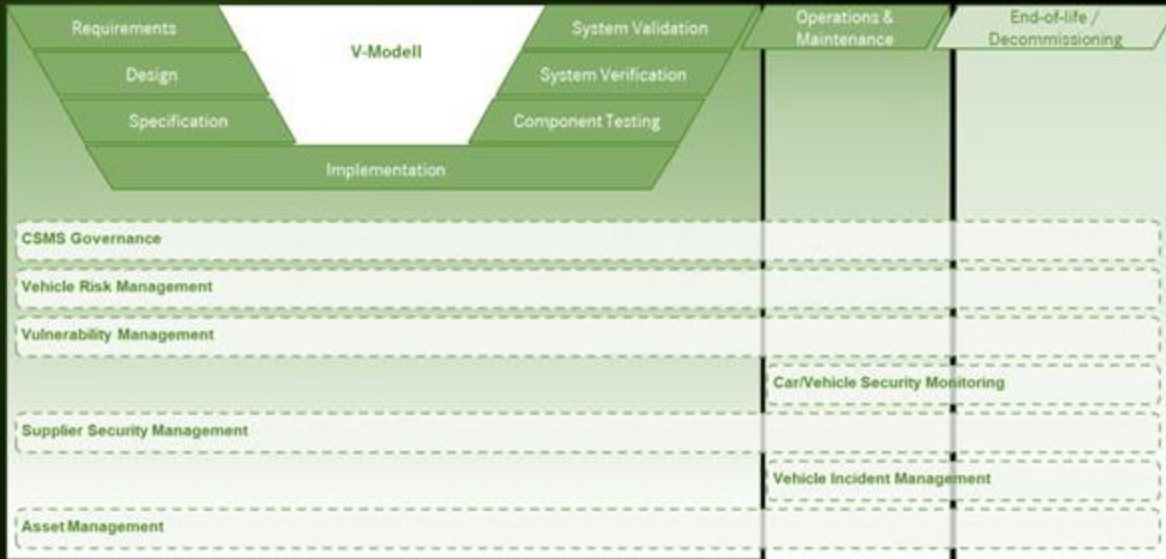 Requirements
V-Modell
System Validation
Operations &
Maintenance
End-of-life /
Decommissioning
Design
System Verification
Specification
Component Testing
Implementation
CSMS Governance
Vehicle Risk Management
Vulnerability Management
Car/Vehicle Security Monitoring
Supplier Security Management
Vehicle Incident Management
Asset Management